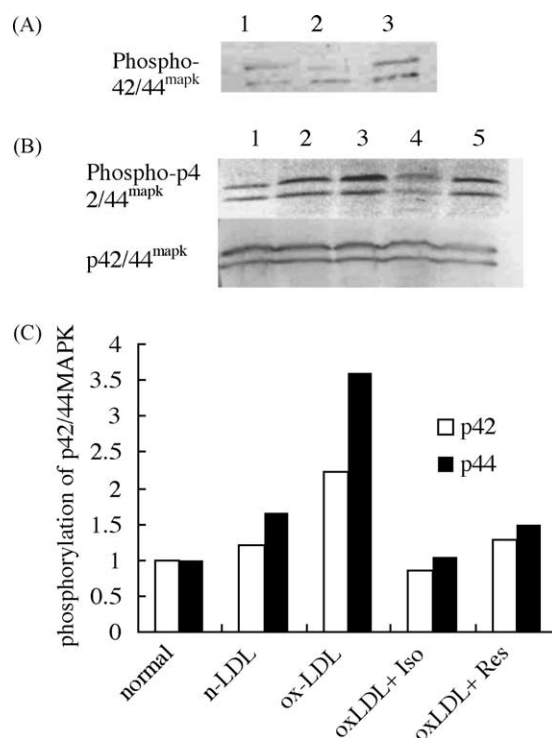 (A)
1 2 3
Phospho-
42/44mapk
(B)
1 2 3 4 5
Phospho-p4
2/44mapk
p42/44mapk
(C)
phosphorylation of p42/44MAPK
4
3.5
3
2.5
2
1.5
1
0.5
0
p42
p44
normal
n-LDL
ox-LDL
oxLDL+ Iso
oxLDL+ Res